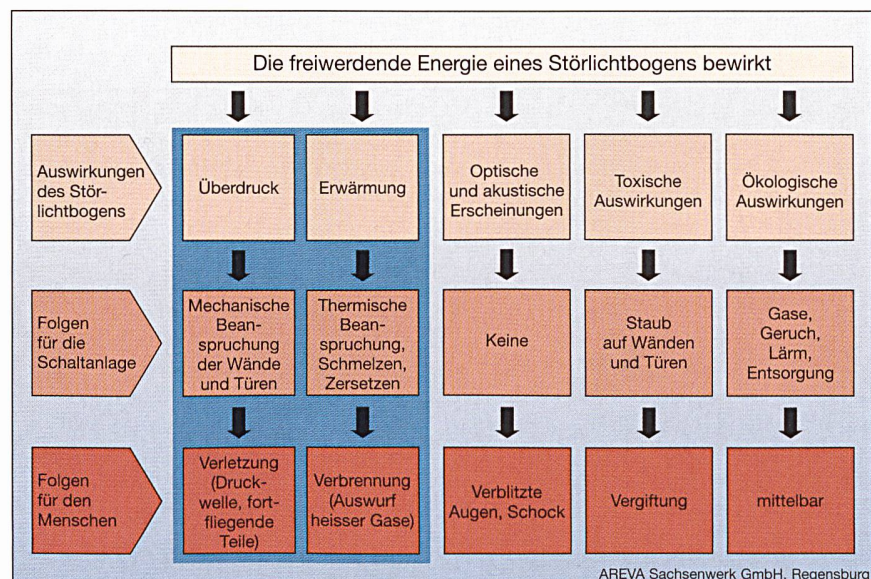 Die freiwerdende Energie eines Störlichtbogens bewirkt
Auswirkungen
des Stör-
lichtbogens
Überdruck
Erwärmung
Optische
und akustische
Erscheinungen
Toxische
Auswirkungen
Ökologische
Auswirkungen
Folgen
für die
Schaltanlage
Mechanische
Bean-
spruchung
der Wände
und Türen
Thermische
Bean-
spruchung,
Schmelzen,
Zersetzen
Keine
Staub
auf Wänden
und Türen
Gase,
Geruch,
Lärm,
Entsorgung
Folgen
für den
Menschen
Verletzung
(Druck-
welle, fort-
fliegende
Teile)
Verbrennung
(Auswurf
heisser Gase)
Verblitzte
Augen, Schock
Vergiftung
mittelbar
AREVA Sachsenwerk GmbH, Regensburg